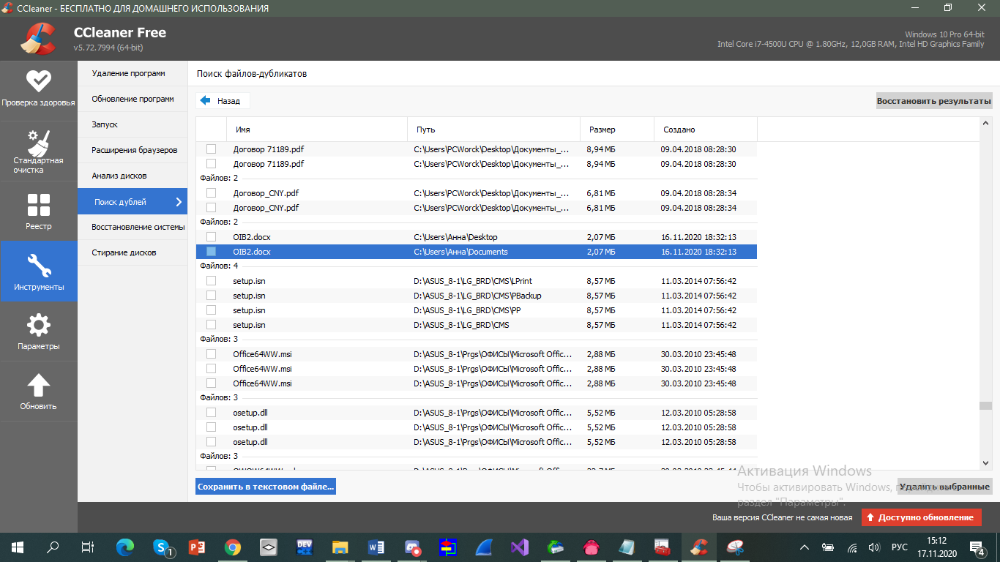 CCleaner - БЕСПЛАТНО ДЛЯ ДОМАШНЕГО ИСПОЛЬЗОВАНИЯ
CCleaner Free
v5.72.7994 (64-bit)
Windows 10 Pro 64-bit
Intel Core i7-4500U CPU @ 1.80GHz, 12,0GB RAM, Intel HD Graphics Family
Проверка здоровья
Стандартная очистка
Реестр
Инструменты
Параметры
Обновить
Удаление программ
Обновление программ
Запуск
Расширения браузеров
Анализ дисков
Поиск дублей
Восстановление системы
Стирание дисков
Поиск файлов-дубликатов
Назад
Восстановить результаты
Имя Путь Размер Создано
Договор 71189.pdf C:\Users\PCWorck\Desktop\Документы_... 8,94 МБ 09.04.2018 08:28:30
Договор 71189.pdf C:\Users\PCWorck\Desktop\Документы_... 8,94 МБ 09.04.2018 08:28:30
Файлов: 2
Договор_CNY.pdf C:\Users\PCWorck\Desktop\Документы_... 6,81 МБ 09.04.2018 08:28:34
Договор_CNY.pdf C:\Users\PCWorck\Desktop\Документы_... 6,81 МБ 09.04.2018 08:28:34
Файлов: 2
OIB2.docx C:\Users\Анна\Desktop 2,07 МБ 16.11.2020 18:32:13
OIB2.docx C:\Users\Анна\Documents 2,07 МБ 16.11.2020 18:32:13
Файлов: 4
setup.isn D:\ASUS_8-1\LG_BRD\CMS\LPrint 8,57 МБ 11.03.2014 07:56:42
setup.isn D:\ASUS_8-1\LG_BRD\CMS\PBackup 8,57 МБ 11.03.2014 07:56:42
setup.isn D:\ASUS_8-1\LG_BRD\CMS\PP 8,57 МБ 11.03.2014 07:56:42
setup.isn D:\ASUS_8-1\LG_BRD\CMS 8,57 МБ 11.03.2014 07:56:42
Файлов: 3
Office64WW.msi D:\ASUS_8-1\Prgs\ОФИСЫ\Microsoft Offic... 2,88 МБ 30.03.2010 23:45:48
Office64WW.msi D:\ASUS_8-1\Prgs\ОФИСЫ\Microsoft Offic... 2,88 МБ 30.03.2010 23:45:48
Office64WW.msi D:\ASUS_8-1\Prgs\ОФИСЫ\Microsoft Offic... 2,88 МБ 30.03.2010 23:45:48
Файлов: 3
osetup.dll D:\ASUS_8-1\Prgs\ОФИСЫ\Microsoft Offic... 5,52 МБ 12.03.2010 05:28:58
osetup.dll D:\ASUS_8-1\Prgs\ОФИСЫ\Microsoft Offic... 5,52 МБ 12.03.2010 05:28:58
osetup.dll D:\ASUS_8-1\Prgs\ОФИСЫ\Microsoft Offic... 5,52 МБ 12.03.2010 05:28:58
Файлов: 3
Активация Windows
Чтобы активировать Windows,
раздел "Параметры".
Сохранить в текстовом файле...
Удалить выбранные
Ваша версия CCleaner не самая новая
Доступно обновление
1
DEV
РУС
15:12
17.11.2020
4